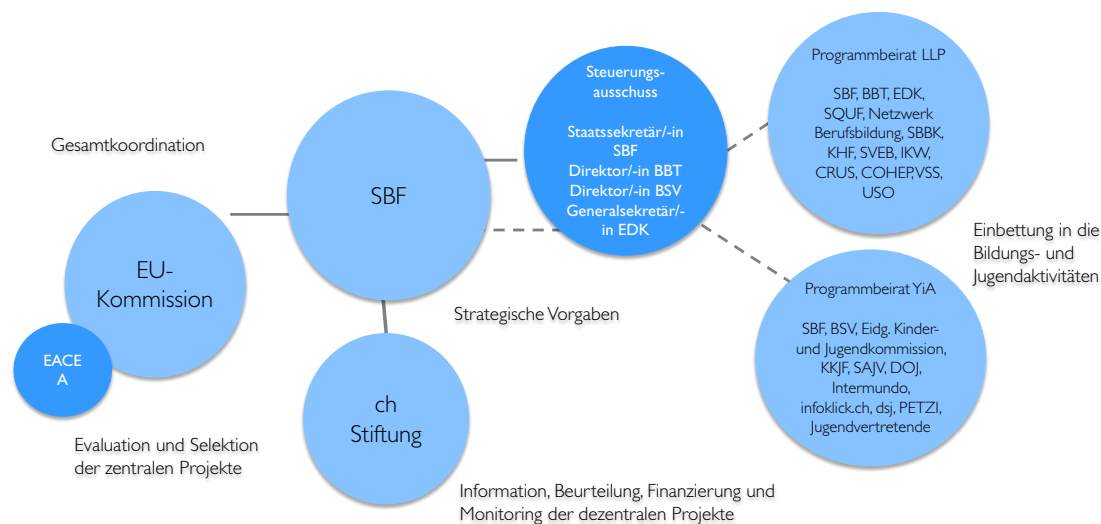 Gesamtkoordination
EU-
Kommission
EACE
A
Evaluation und Selektion
der zentralen Projekte
SBF
ch
Stiftung
Strategische Vorgaben
Information, Beurteilung, Finanzierung und
Monitoring der dezentralen Projekte
Steuerungs-
ausschuss
Staatssekretär/-in
SBF
Direktor/-in BBT
Direktor/-in BSV
Generalsekretär/-
in EDK
Programmbeirat LLP
SBF, BBT, EDK,
SQUF, Netzwerk
Berufsbildung, SBBK,
KHF, SVEB, IKW,
CRUS, COHEP, VSS,
USO
Einbettung in die
Bildungs- und
Jugendaktivitäten
Programmbeirat YiA
SBF, BSV, Eidg. Kinder-
und Jugendkommission,
KKJF, SAJV, DOJ,
Intermundo,
infoklick.ch, dsj, PETZI,
Jugendvertretende